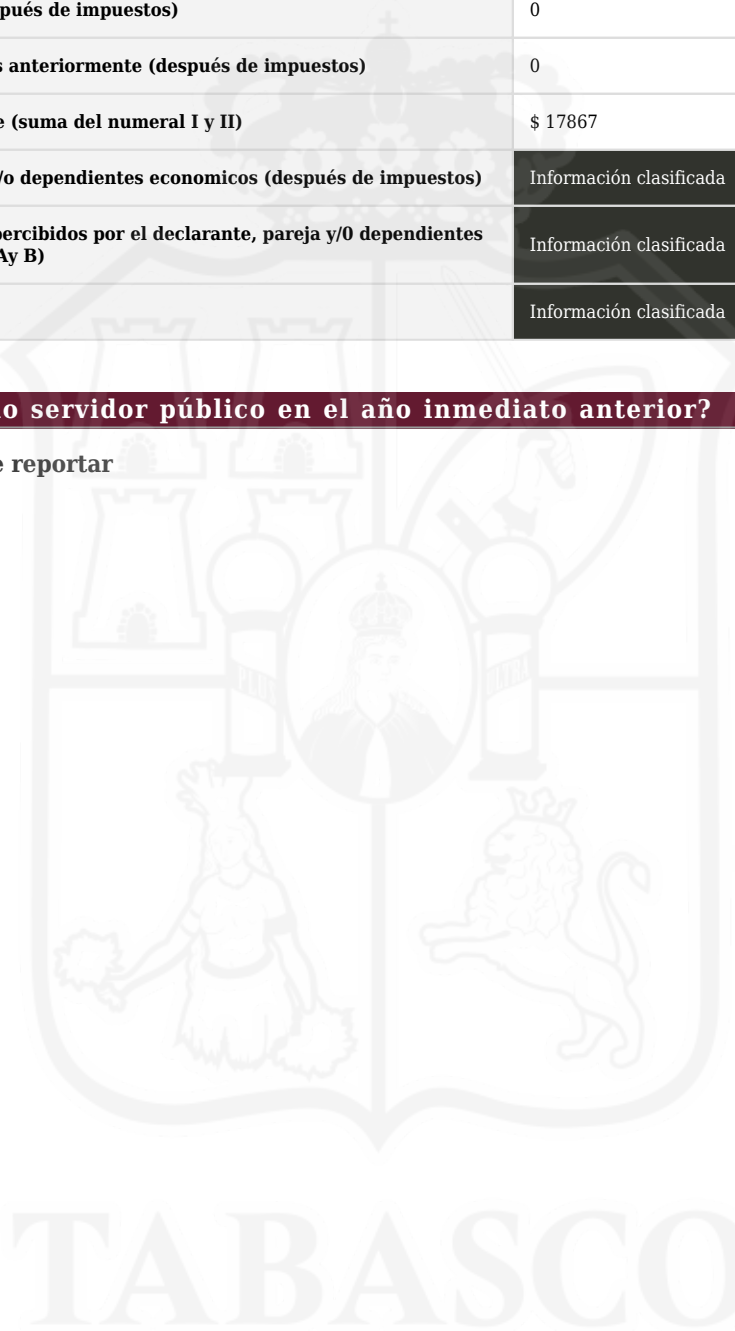 pués de impuestos) 0
s anteriormente (después de impuestos) 0
e (suma del numeral I y II) $ 17867
/o dependientes economicos (después de impuestos) Información clasificada
percibidos por el declarante, pareja y/0 dependientes
Ay B) Información clasificada
Información clasificada
o servidor público en el año inmediato anterior?
e reportar
PLUS ULTRA
TABASCO